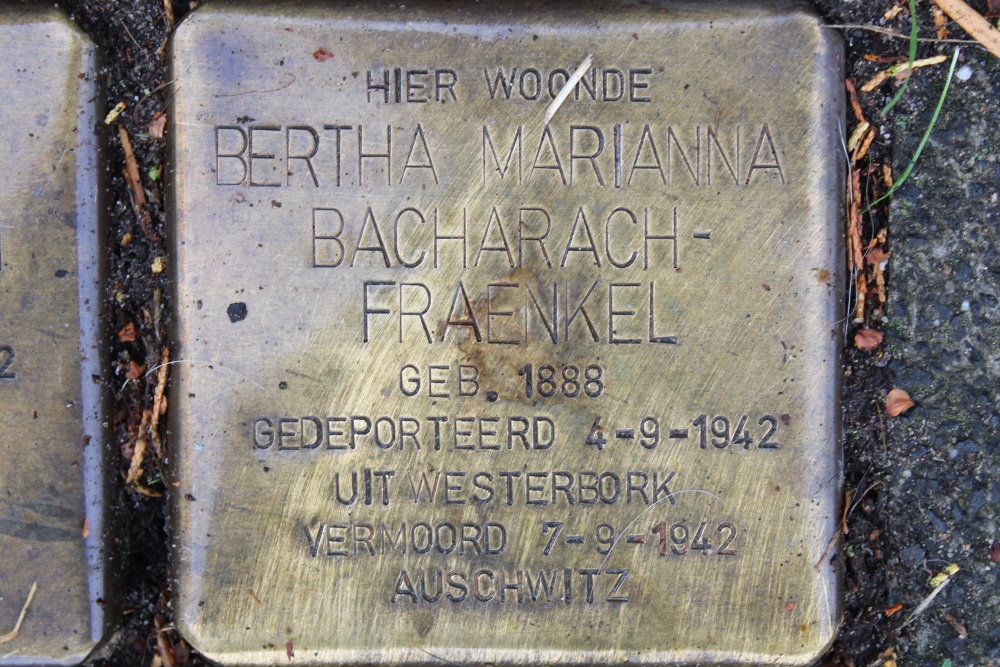 HIER WOONDE
BERTHA MARIANNA
BACHARACH-
FRAENKEL
GEB. 1888
GEDEPORTEERD 4-9-1942
UIT WESTERBORK
VERMOORD 7-9-1942
AUSCHWITZ
2